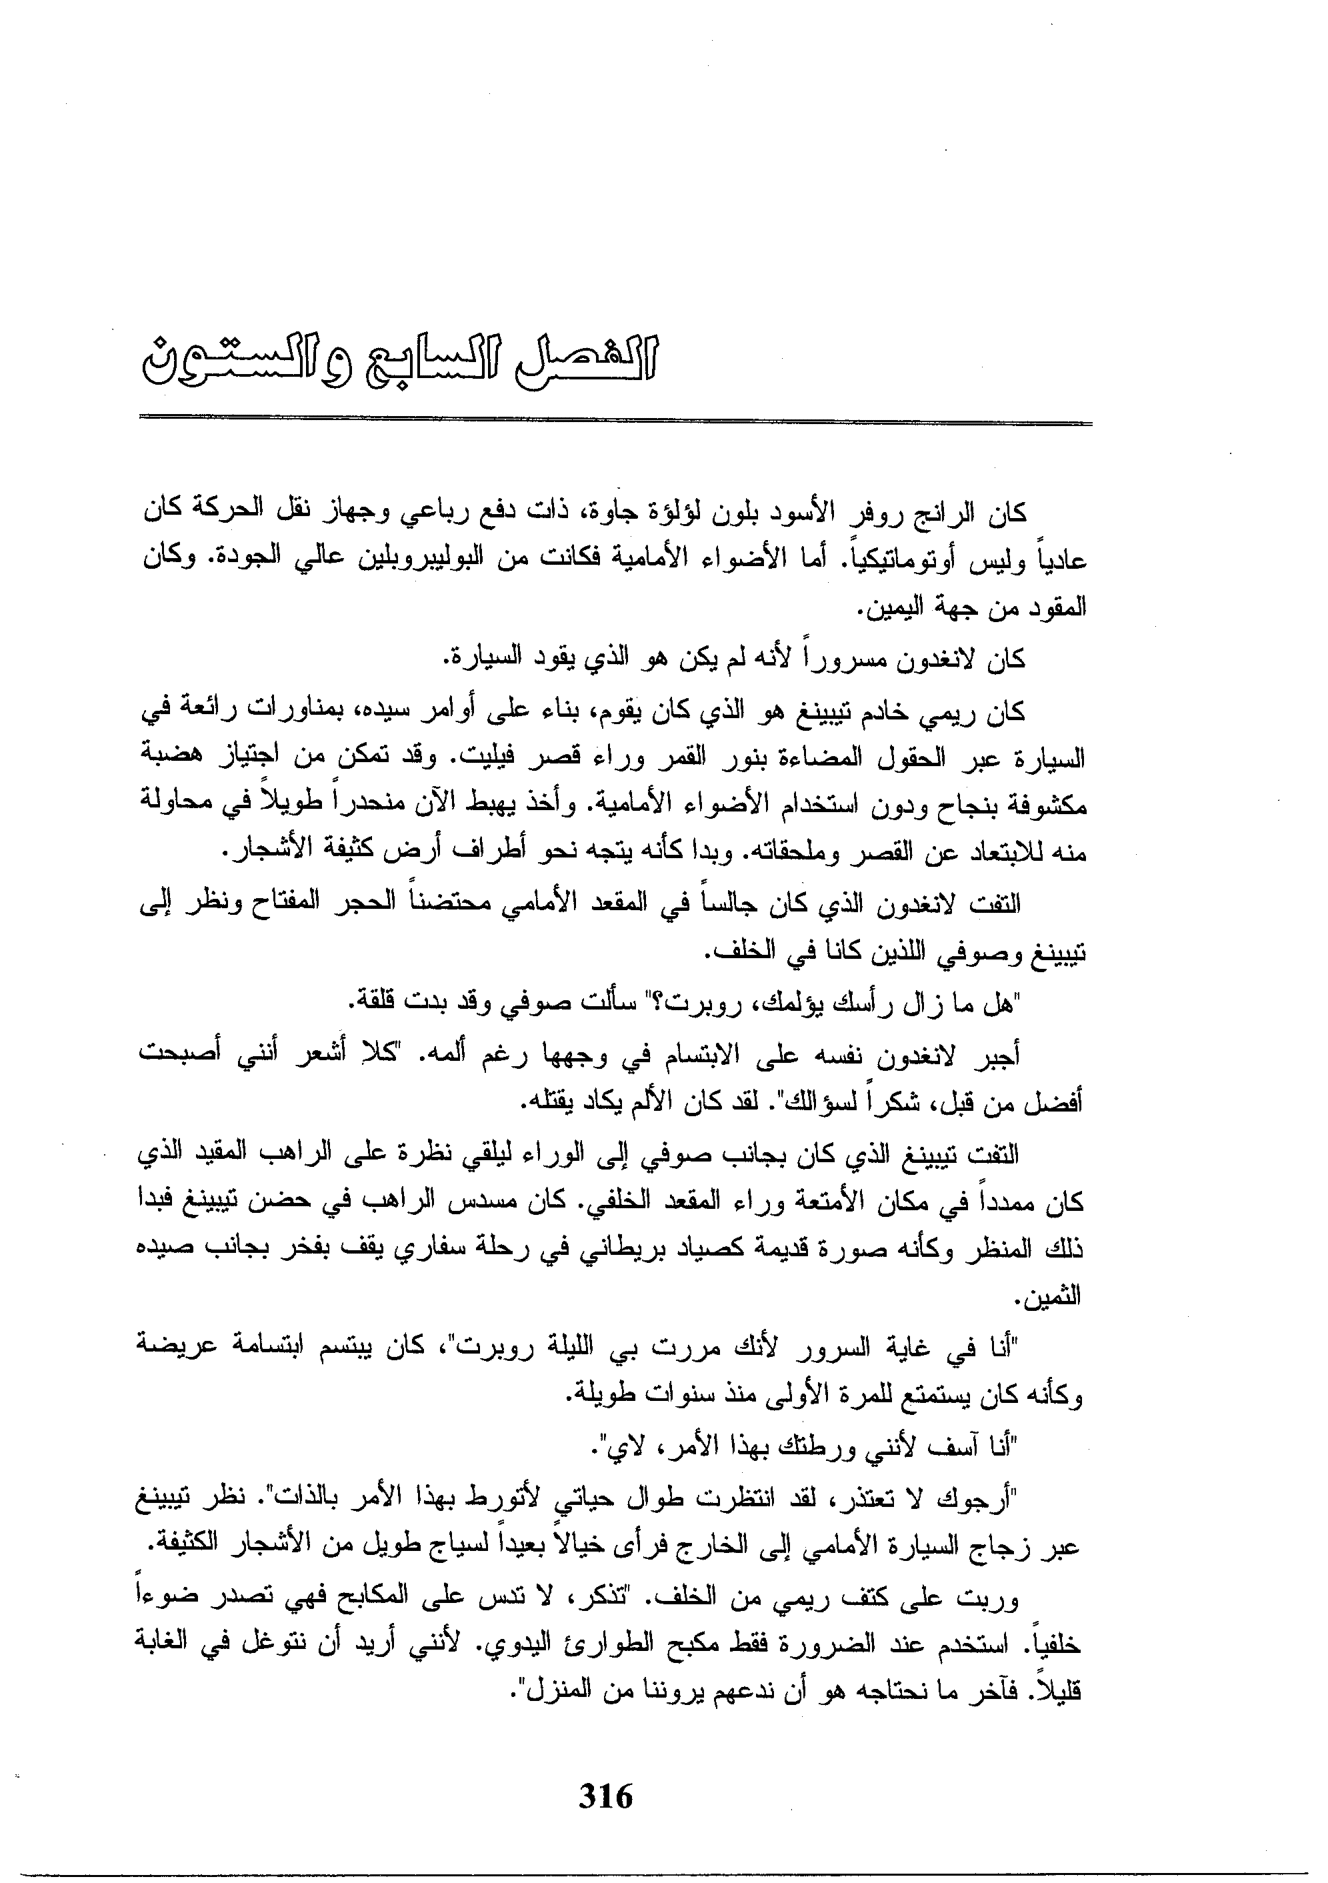 الفصل السابع والستون
كان الرانج روفر الأسود بلون لؤلؤة جاوة، ذات دفع رباعي وجهاز نقل الحركة كان
عادياً وليس أوتوماتيكياً. أما الأضواء الأمامية فكانت من البوليبروبلين عالي الجودة. وكان
المقود من جهة اليمين.
كان لانغدون مسروراً لأنه لم يكن هو الذي يقود السيارة.
كان ريمي خادم تيبينغ هو الذي كان يقوم، بناء على أوامر سيده، بمناورات رائعة في
السيارة عبر الحقول المضاءة بنور القمر وراء قصر فيليت. وقد تمكن من اجتياز هضبة
مكشوفة بنجاح ودون استخدام الأضواء الأمامية. وأخذ يهبط الآن منحدراً طويلاً في محاولة
منه للابتعاد عن القصر وملحقاته. وبدا كأنه يتجه نحو أطراف أرض كثيفة الأشجار.
التفت لانغدون الذي كان جالساً في المقعد الأمامي محتضناً الحجر المفتاح ونظر إلى
تيبينغ وصوفي اللذين كانا في الخلف.
"هل ما زال رأسك يؤلمك، روبرت؟" سألت صوفي وقد بدت قلقة.
أجبر لانغدون نفسه على الابتسام في وجهها رغم ألمه. "كلا أشعر أنني أصبحت
أفضل من قبل، شكراً لسؤالك". لقد كان الألم يكاد يقتله.
التفت تيبينغ الذي كان بجانب صوفي إلى الوراء ليلقي نظرة على الراهب المقيد الذي
كان ممدداً في مكان الأمتعة وراء المقعد الخلفي. كان مسدس الراهب في حضن تيبينغ فبدا
ذلك المنظر وكأنه صورة قديمة كصياد بريطاني في رحلة سفاري يقف بفخر بجانب صيده
الثمين.
"أنا في غاية السرور لأنك مررت بي الليلة روبرت"، كان يبتسم ابتسامة عريضة
وكأنه كان يستمتع للمرة الأولى منذ سنوات طويلة.
"أنا آسف لأنني ورطتك بهذا الأمر، لاي".
"أرجوك لا تعتذر، لقد انتظرت طوال حياتي لأتورط بهذا الأمر بالذات". نظر تيبينغ
عبر زجاج السيارة الأمامي إلى الخارج فرأى خيالاً بعيداً لسياج طويل من الأشجار الكثيفة.
وربت على كتف ريمي من الخلف. "تذكر، لا تدس على المكابح فهي تصدر ضوءاً
خلفياً. استخدم عند الضرورة فقط مكبح الطوارئ اليدوي. لأنني أريد أن نتوغل في الغابة
قليلاً. فآخر ما نحتاجه هو أن ندعهم يروننا من المنزل".
316